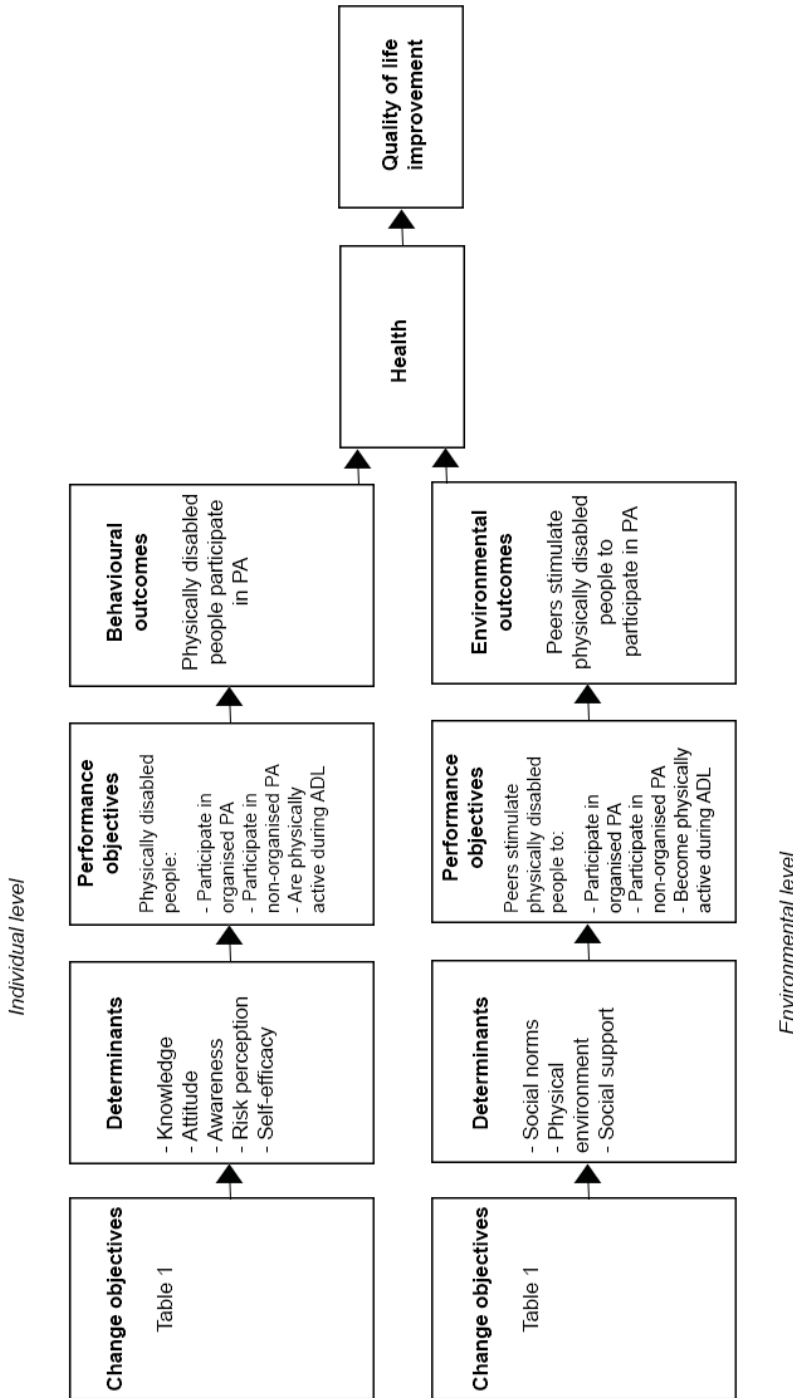 Individual level
Change objectives
Table 1
Determinants
- Knowledge
- Attitude
- Awareness
- Risk perception
- Self-efficacy
Performance
objectives
Physically disabled
people:
- Participate in
organised PA
- Participate in
non-organised PA
- Are physically
active during ADL
Behavioural
outcomes
Physically disabled
people participate
in PA
Health
Quality of life
improvement
Change objectives
Table 1
Determinants
- Social norms
- Physical
environment
- Social support
Performance
objectives
Peers stimulate
physically disabled
people to:
- Participate in
organised PA
- Participate in
non-organised PA
- Become physically
active during ADL
Environmental
outcomes
Peers stimulate
physically disabled
people to
participate in PA
Environmental level